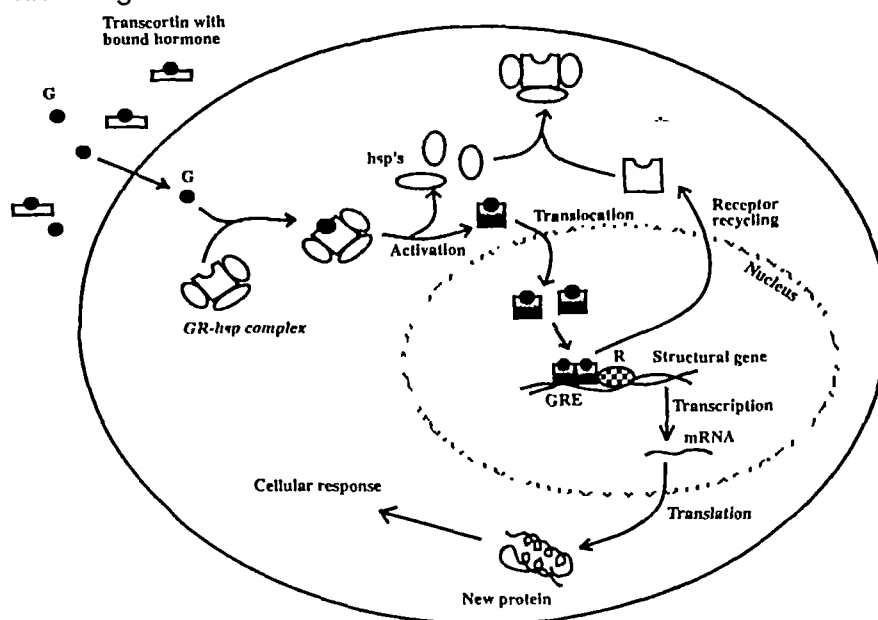 Transcortin with
bound hormone
G
G
hsp's
Activation
Translocation
Receptor
recycling
Nucleus
GR-hsp complex
R
Structural gene
GRE
Transcription
mRNA
Cellular response
Translation
New protein